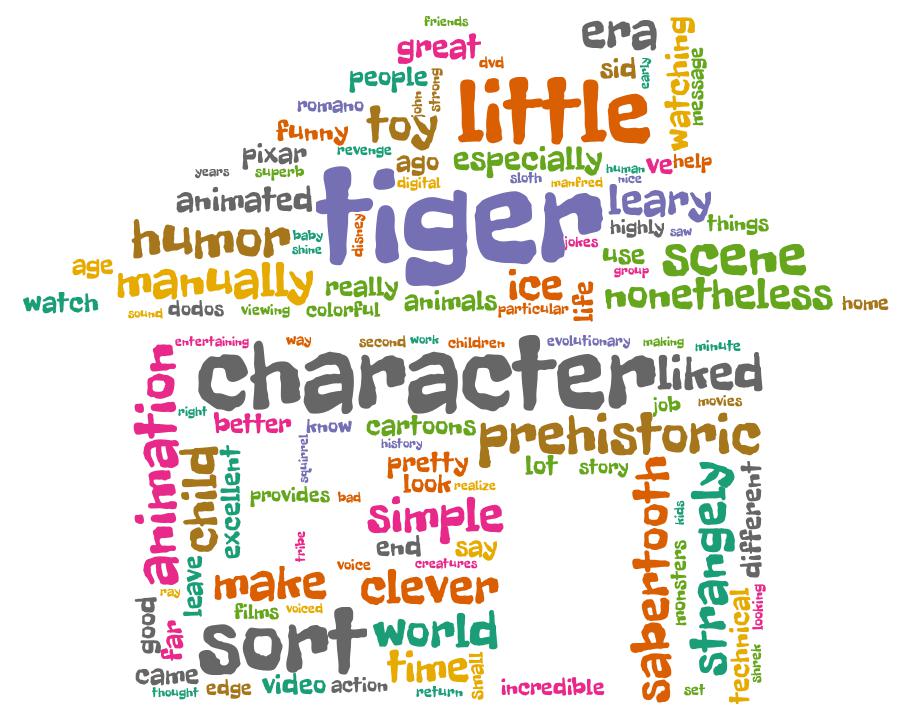 friends
great
era
watching
dvd
people
sid
early
message
john
strong
little
romano
toy
funny
pixar
revenge
ago
especially
human
ve
help
years
superb
digital
sloth
manfred
nice
animated
tiger
leary
humor
baby
shine
disney
jokes
highly
saw
things
age
manually
really
use
group
scene
watch
sound
dodos
viewing
colorful
animals
ice
particular
life
nonetheless
home
entertaining
way
second
work
children
evolutionary
making
minute
animation
character
liked
right
job
movies
better
know
cartoons
prehistoric
squirrel
history
child
excellent
pretty
lot
story
look
realize
provides
bad
sabertooth
strangely
different
kids
simple
tribe
end
say
monsters
voice
creatures
leave
make
clever
ray
films
voiced
good
far
sort
world
technical
looking
shrek
time
small
came
thought
edge
video
action
return
incredible
set